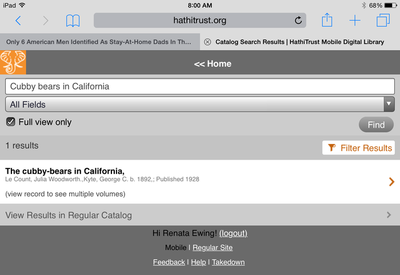 iPad 8:00 AM 68%
hathitrust.org
Only 6 American Men Identified As Stay-At-Home Dads In Th... Catalog Search Results | HathiTrust Mobile Digital Library
<< Home
Cubby bears in California
All Fields
Full view only
Find
1 results
Filter Results
The cubby-bears in California,
Le Count, Julia Woodworth.,Kyte, George C. b. 1892,; Published 1928
(view record to see multiple volumes)
View Results in Regular Catalog
Hi Renata Ewing! (logout)
Mobile | Regular Site
Feedback | Help | Takedown